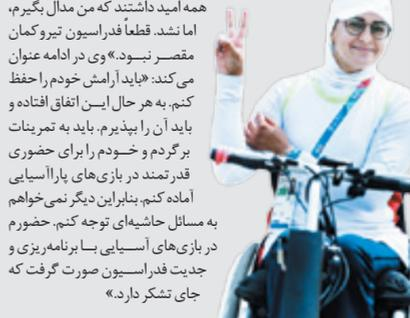 همه امید داشتند که من مدال بگیرم،
اما نشد. قطعاً فدراسیون تیروکمان
مقصر نبود.» وی در ادامه عنوان
می‌کند: «باید آرامش خودم را حفظ
کنم. به هر حال این اتفاق افتاده و
باید آن را بپذیرم. باید به تمرینات
برگردم و خودم را برای حضوری
قدرتمند در بازی‌های پاراآسیایی
آماده کنم. بنابراین دیگر نمی‌خواهم
به مسائل حاشیه‌ای توجه کنم. حضورم
در بازی‌های آسیایی با برنامه‌ریزی و
جدیت فدراسیون صورت گرفت که
جای تشکر دارد.»